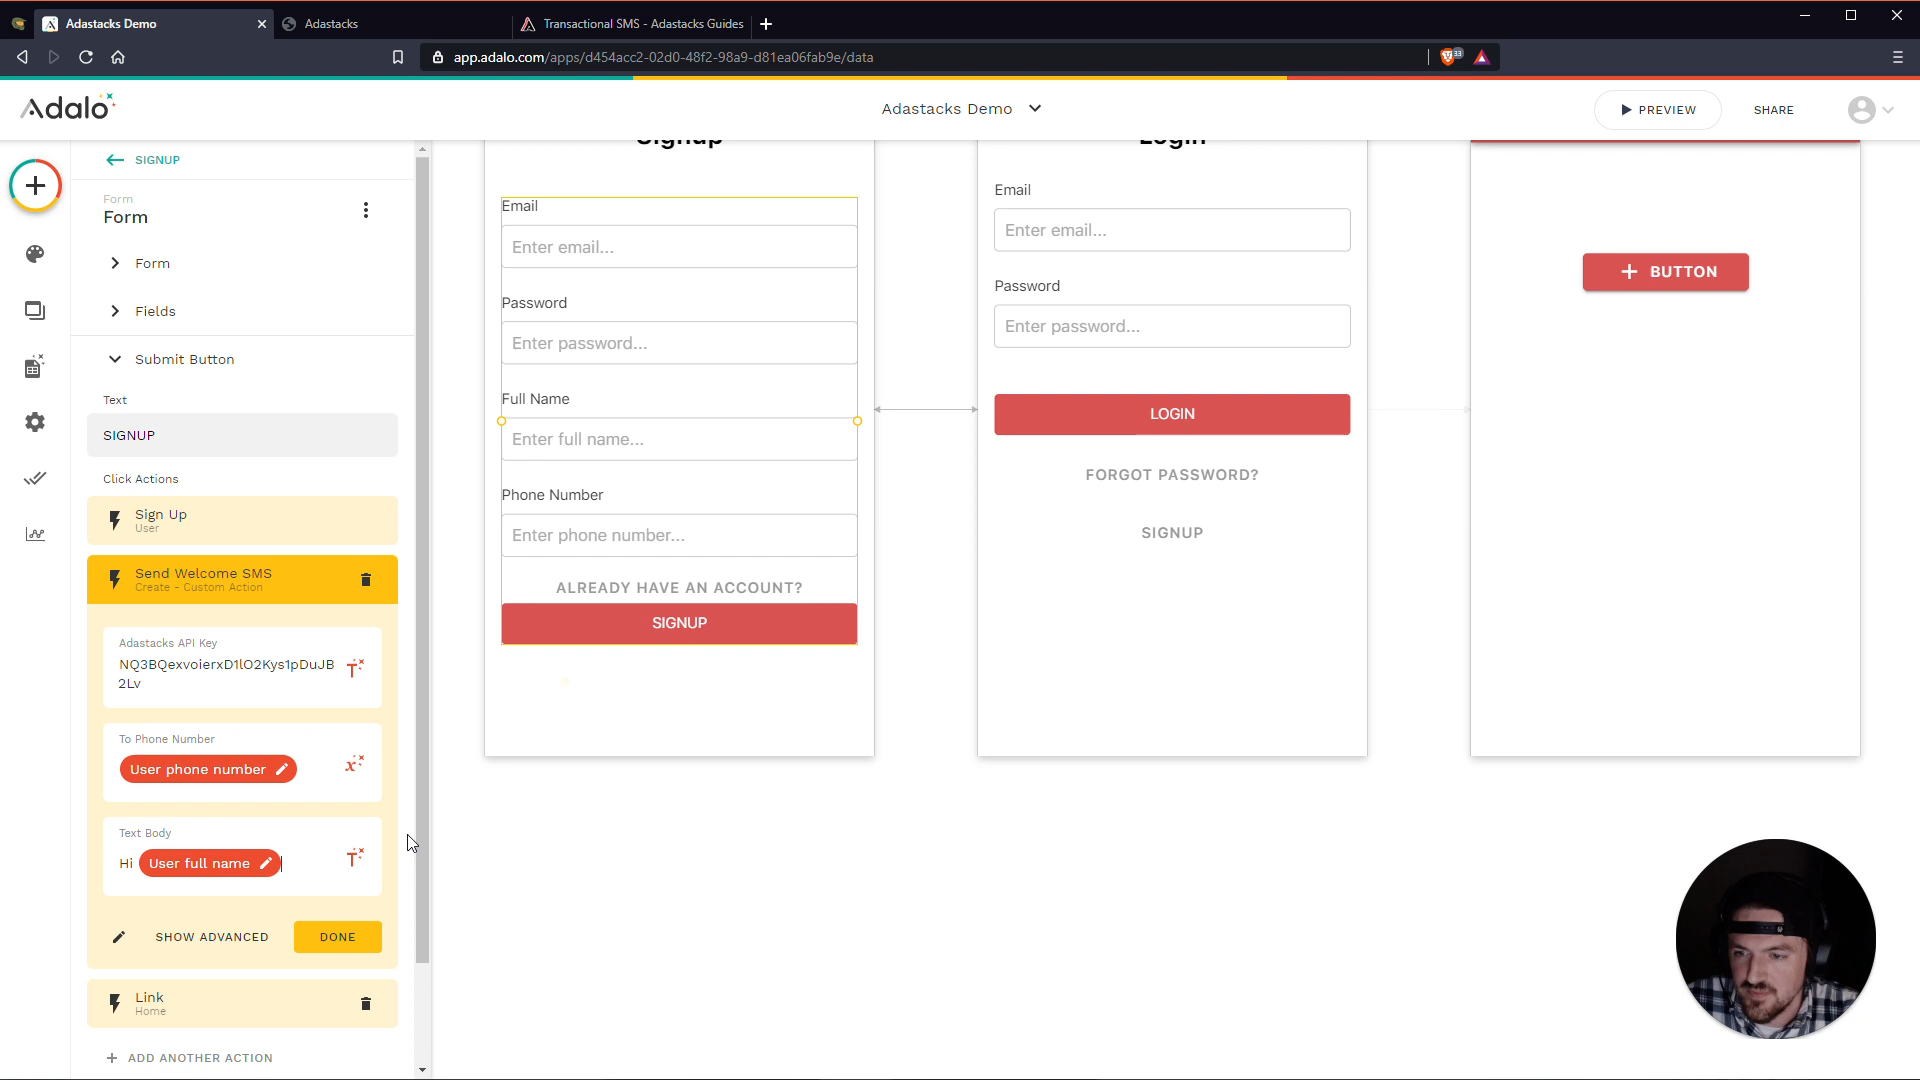 Adastacks Demo
Adastacks
Transactional SMS - Adastacks Guides
app.adalo.com/apps/d454acc2-02d0-48f2-98a9-d81ea06fab9e/data
33
Adalo
Adastacks Demo
PREVIEW
SHARE
SIGNUP
Form
Form
Form
Fields
Submit Button
Text
SIGNUP
Click Actions
Sign Up
User
Send Welcome SMS
Create - Custom Action
Adastacks API Key
NQ3BQexvoierxD1lO2Kys1pDuJB
2Lv
To Phone Number
User phone number
Text Body
Hi User full name
SHOW ADVANCED
DONE
Link
Home
ADD ANOTHER ACTION
Signup
Email
Enter email...
Password
Enter password...
Full Name
Enter full name...
Phone Number
Enter phone number...
ALREADY HAVE AN ACCOUNT?
SIGNUP
Login
Email
Enter email...
Password
Enter password...
LOGIN
FORGOT PASSWORD?
SIGNUP
BUTTON